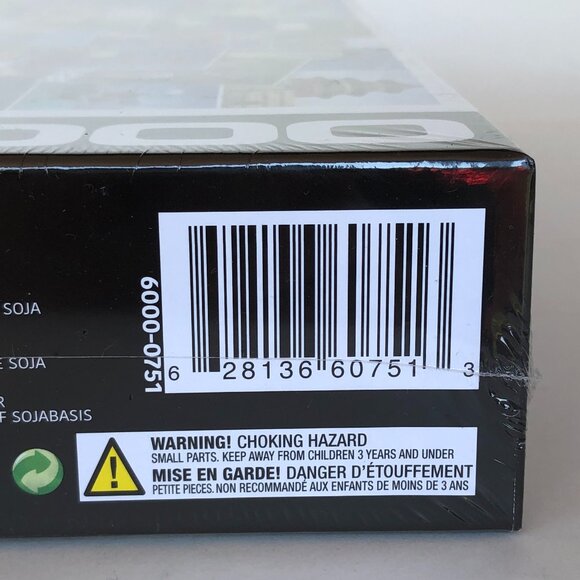 000
SOJA
E SOJA
R
F SOJABASIS
6000-0751
6 28136 60751 3
WARNING! CHOKING HAZARD
SMALL PARTS. KEEP AWAY FROM CHILDREN 3 YEARS AND UNDER
MISE EN GARDE! DANGER D'ÉTOUFFEMENT
PETITE PIECES. NON RECOMMANDÉ AUX ENFANTS DE MOINS DE 3 ANS